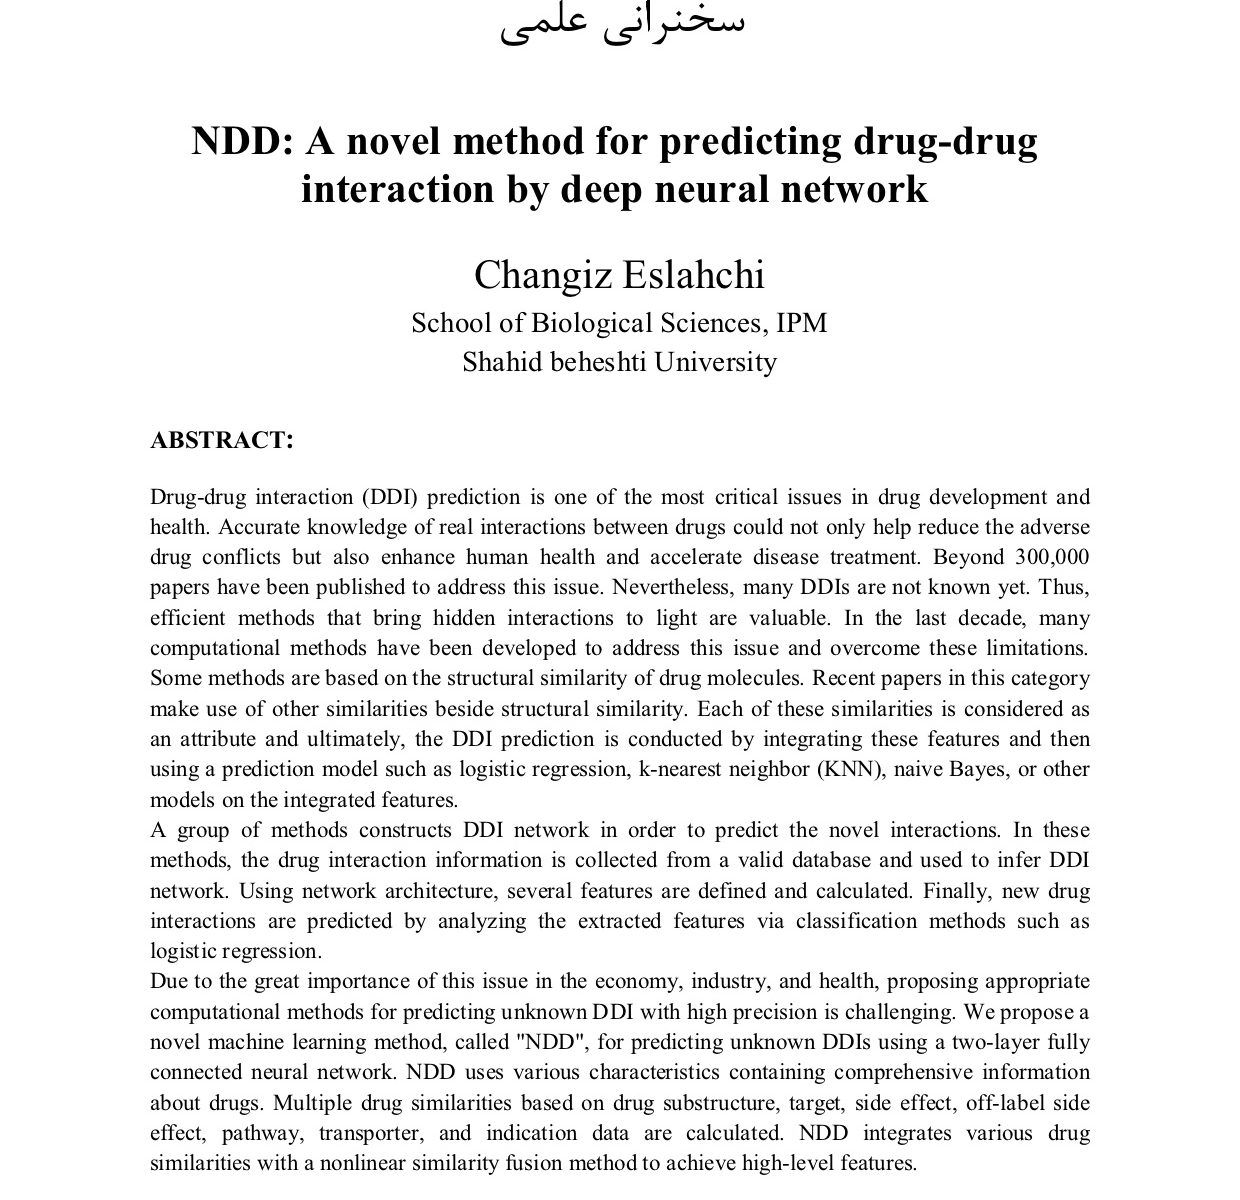 سخنرانی علمی
NDD: A novel method for predicting drug-drug
interaction by deep neural network
Changiz Eslahchi
School of Biological Sciences, IPM
Shahid beheshti University
ABSTRACT:
Drug-drug interaction (DDI) prediction is one of the most critical issues in drug development and
health. Accurate knowledge of real interactions between drugs could not only help reduce the adverse
drug conflicts but also enhance human health and accelerate disease treatment. Beyond 300,000
papers have been published to address this issue. Nevertheless, many DDIs are not known yet. Thus,
efficient methods that bring hidden interactions to light are valuable. In the last decade, many
computational methods have been developed to address this issue and overcome these limitations.
Some methods are based on the structural similarity of drug molecules. Recent papers in this category
make use of other similarities beside structural similarity. Each of these similarities is considered as
an attribute and ultimately, the DDI prediction is conducted by integrating these features and then
using a prediction model such as logistic regression, k-nearest neighbor (KNN), naive Bayes, or other
models on the integrated features.
A group of methods constructs DDI network in order to predict the novel interactions. In these
methods, the drug interaction information is collected from a valid database and used to infer DDI
network. Using network architecture, several features are defined and calculated. Finally, new drug
interactions are predicted by analyzing the extracted features via classification methods such as
logistic regression.
Due to the great importance of this issue in the economy, industry, and health, proposing appropriate
computational methods for predicting unknown DDI with high precision is challenging. We propose a
novel machine learning method, called "NDD", for predicting unknown DDIs using a two-layer fully
connected neural network. NDD uses various characteristics containing comprehensive information
about drugs. Multiple drug similarities based on drug substructure, target, side effect, off-label side
effect, pathway, transporter, and indication data are calculated. NDD integrates various drug
similarities with a nonlinear similarity fusion method to achieve high-level features.